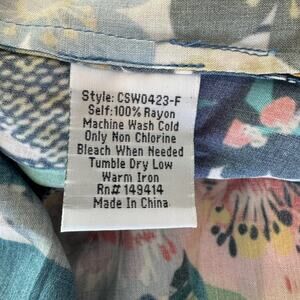 Style: CSW0423-F
Self:100% Rayon
Machine Wash Cold
Only Non Chlorine
Bleach When Needed
Tumble Dry Low
Warm Iron
Rn# 149414
Made In China